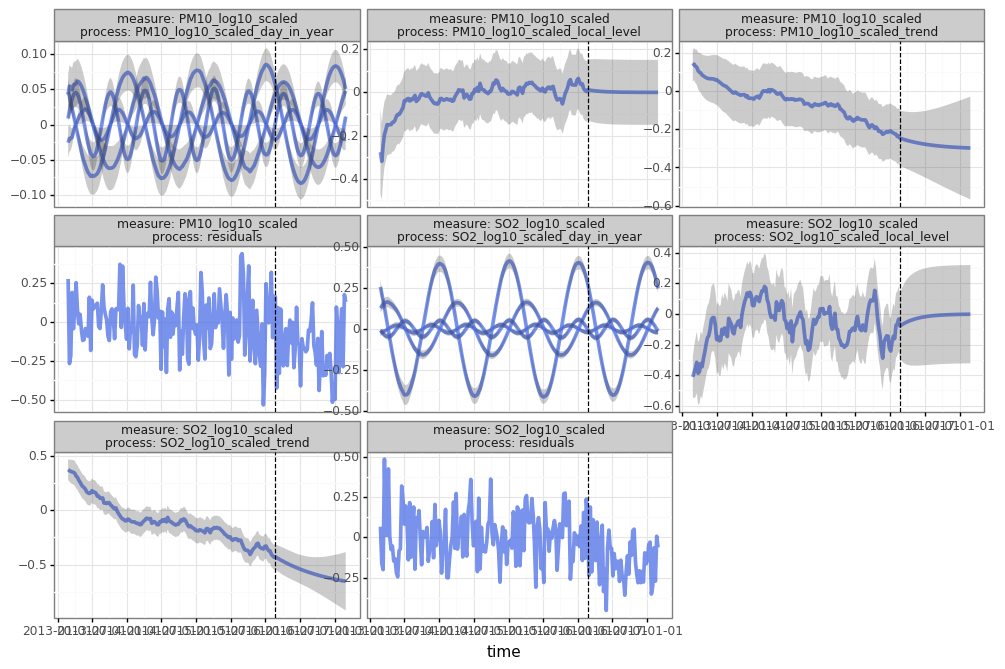 measure: PM10_log10_scaled
process: PM10_log10_scaled_day_in_year
measure: PM10_log10_scaled
process: PM10_log10_scaled_local_level
measure: PM10_log10_scaled
process: PM10_log10_scaled_trend
0.10
0.05
0
−0.05
−0.10
0.2
0
−0.2
−0.4
0.2
0
−0.2
−0.4
−0.6
measure: PM10_log10_scaled
process: residuals
measure: SO2_log10_scaled
process: SO2_log10_scaled_day_in_year
measure: SO2_log10_scaled
process: SO2_log10_scaled_local_level
0.25
0
−0.25
−0.50
0.50
0.25
0
−0.25
−0.50
0.4
0.2
0
−0.2
−0.4
−0.6
measure: SO2_log10_scaled
process: SO2_log10_scaled_trend
measure: SO2_log10_scaled
process: residuals
0.5
0
−0.5
0.50
0.25
0
−0.25
time